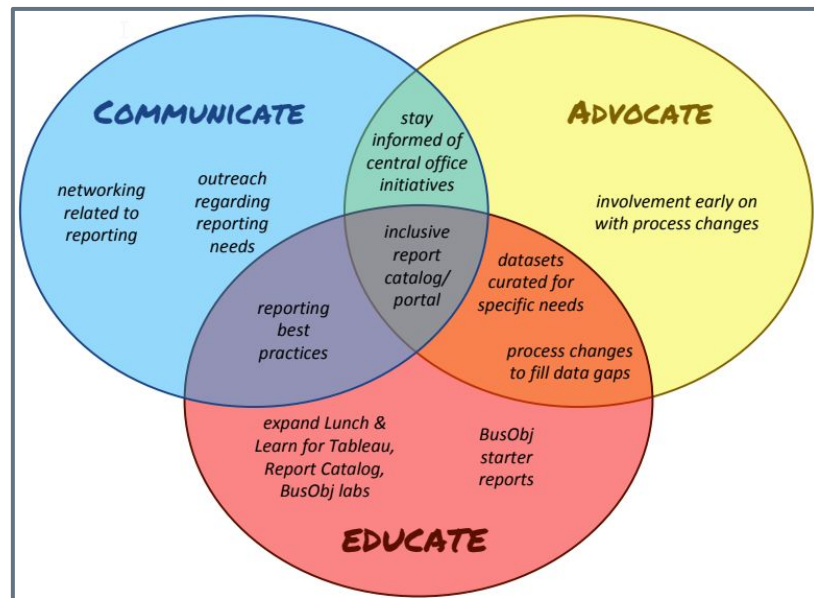 COMMUNICATE
ADVOCATE
networking
related to
reporting
outreach
regarding
reporting
needs
stay
informed of
central office
initiatives
involvement early on
with process changes
inclusive
report
catalog/
portal
datasets
curated for
specific needs
reporting
best
practices
process changes
to fill data gaps
expand Lunch &
Learn for Tableau,
Report Catalog,
BusObj labs
BusObj
starter
reports
EDUCATE